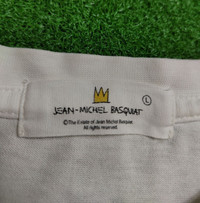 JEAN-MICHEL BASQUIAT
L
©The Estate of Jean Michel Basquiat
All rights reserved.